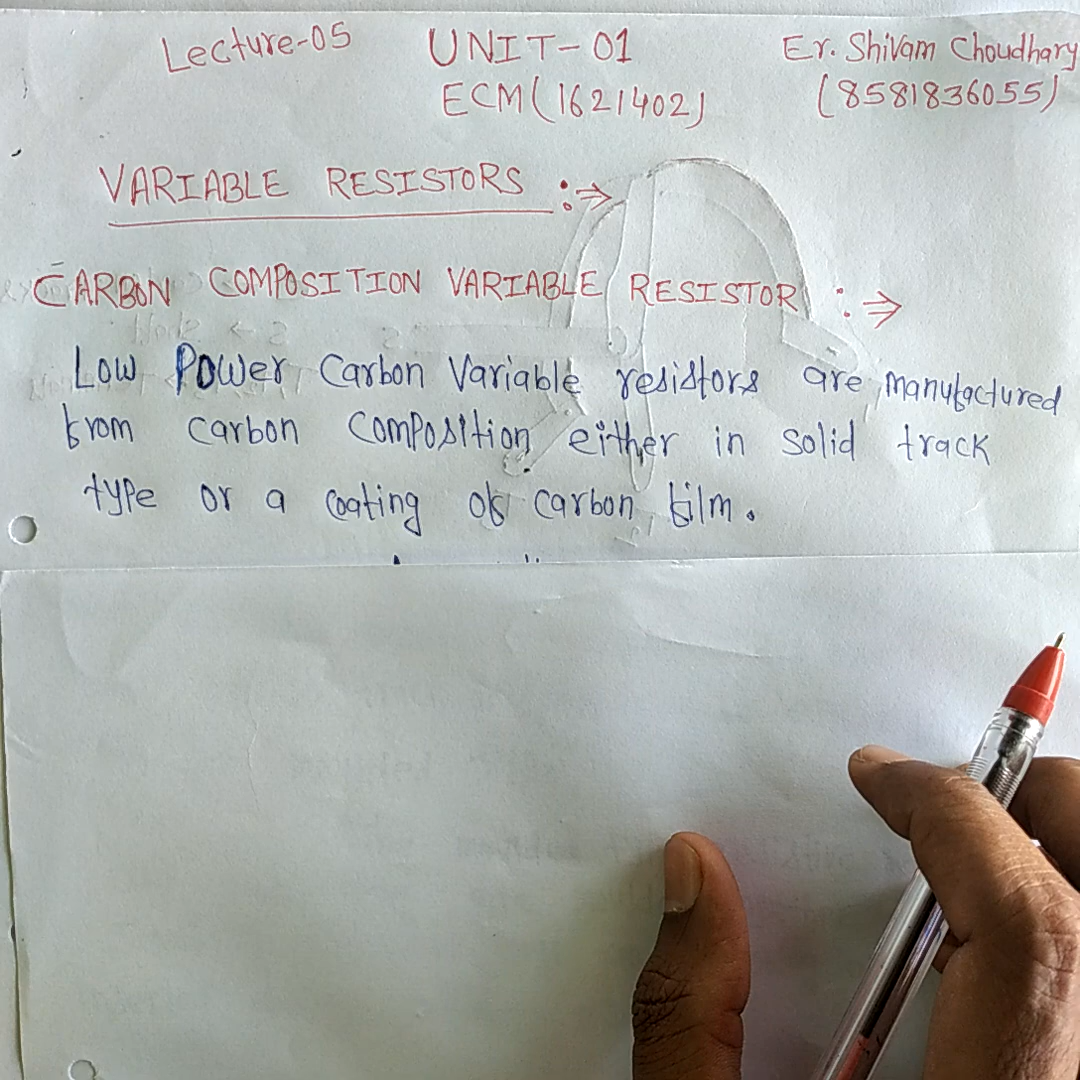 Lecture-05 UNIT-01 Er. Shivam Choudhary
ECM(1621402) (8581836055)
VARIABLE RESISTORS :⇒
CARBON COMPOSITION VARIABLE RESISTOR :⇒
Low Power Carbon Variable resistors are manufactured
from carbon composition either in solid track
type or a coating of carbon film.